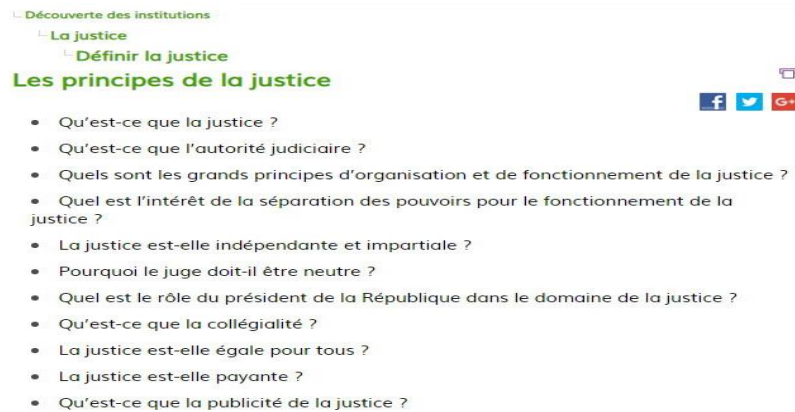 Découverte des institutions
La justice
Définir la justice
Les principes de la justice
f G+
• Qu'est-ce que la justice ?
• Qu'est-ce que l'autorité judiciaire ?
• Quels sont les grands principes d'organisation et de fonctionnement de la justice ?
• Quel est l'intérêt de la séparation des pouvoirs pour le fonctionnement de la
justice ?
• La justice est-elle indépendante et impartiale ?
• Pourquoi le juge doit-il être neutre ?
• Quel est le rôle du président de la République dans le domaine de la justice ?
• Qu'est-ce que la collégialité ?
• La justice est-elle égale pour tous ?
• La justice est-elle payante ?
• Qu'est-ce que la publicité de la justice ?